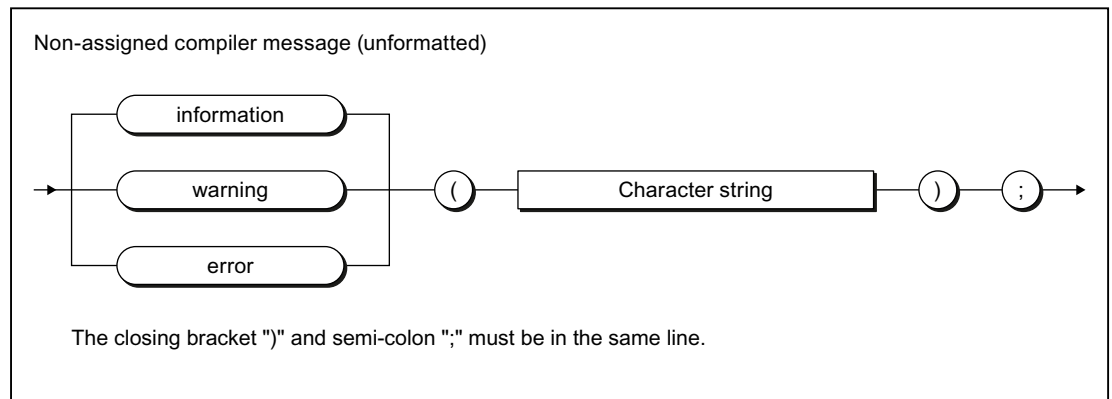 Non-assigned compiler message (unformatted)
information
warning
( Character string ) ;
error
The closing bracket ")" and semi-colon ";" must be in the same line.